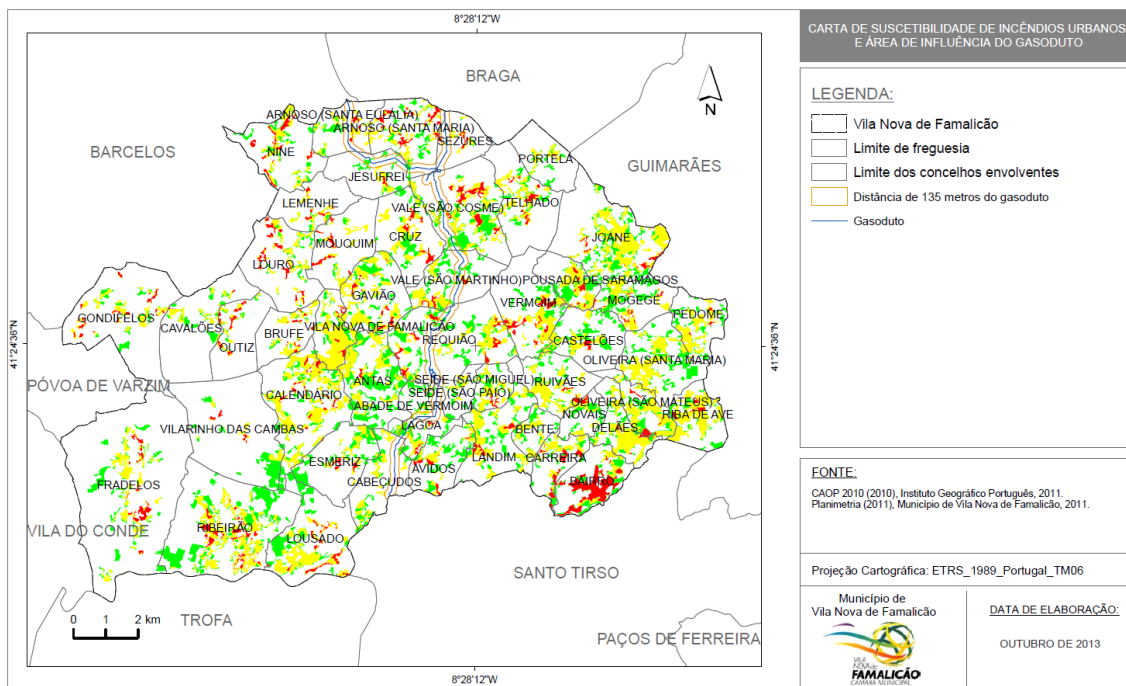 8°28'12"W
CARTA DE SUSCETIBILIDADE DE INCÊNDIOS URBANOS
E ÁREA DE INFLUÊNCIA DO GASODUTO
BRAGA
N
LEGENDA:
Vila Nova de Famalicão
Limite de freguesia
Limite dos concelhos envolventes
Distância de 135 metros do gasoduto
Gasoduto
BARCELOS
GUIMARÃES
ARNOSO (SANTA EULÁLIA)
ARNOSO (SANTA MARIA)
SEZURES
NINE
PORTELA
JESUFREI
LEMENHE
VALE (SÃO COSME)
TELHADO
MOUQUIM
CRUZ
JOANE
LOURO
VALE (SÃO MARTINHO)
POUSADA DE SARAMAGOS
GAVIÃO
VERMOIM
MOGEGE
GONDIFELOS
CAVALÕES
PEDOME
BRUFE
VILA NOVA DE FAMALICÃO
OUTIZ
REQUIÃO
CASTELÕES
41°24'36"N
41°24'36"N
OLIVEIRA (SANTA MARIA)
PÓVOA DE VARZIM
ANTAS
SEIDE (SÃO MIGUEL)
RUIVÃES
CALENDÁRIO
SEIDE (SÃO PAIO)
ABADE DE VERMOIM
OLIVEIRA (SÃO MATEUS)
NOVAIS
RIBA DE AVE
VILARINHO DAS CAMBAS
LAGOA
BENTE
DELÃES
ESMERIZ
AVIDOS
LANDIM
CARREIRA
FRADELOS
CABEÇUDOS
BAIRRO
VILA DO CONDE
RIBEIRÃO
LOUSADO
SANTO TIRSO
TROFA
PAÇOS DE FERREIRA
0 1 2 km
8°28'12"W
FONTE:
CAOP 2010 (2010), Instituto Geográfico Português, 2011.
Planimetria (2011), Município de Vila Nova de Famalicão, 2011.
Projeção Cartográfica: ETRS_1989_Portugal_TM06
Município de
Vila Nova de Famalicão
VILA
NOVA de
FAMALICÃO
CÂMARA MUNICIPAL
DATA DE ELABORAÇÃO:
OUTUBRO DE 2013